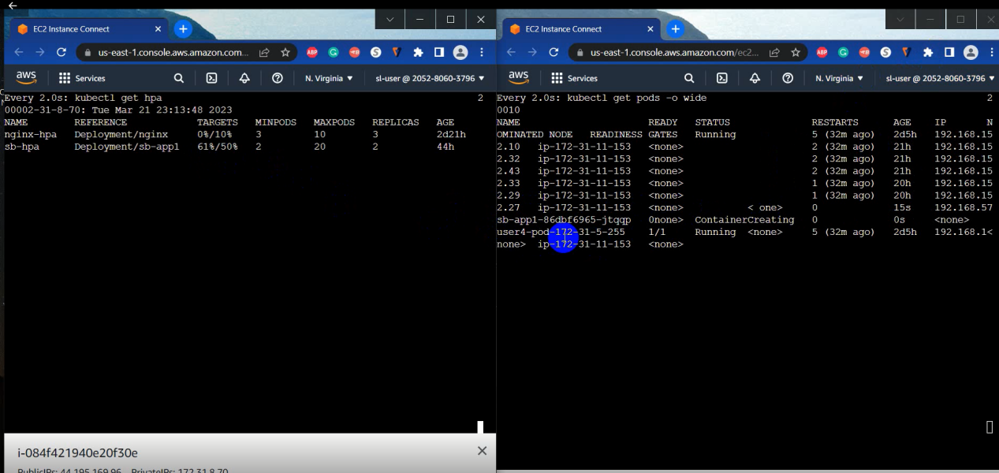 EC2 Instance Connect
us-east-1.console.aws.amazon.com...
ABP
aws Services N. Virginia ▼ sl-user @ 2052-8060-3796 ▼
Every 2.0s: kubectl get hpa 2
00002-31-8-70: Tue Mar 21 23:13:48 2023
NAME REFERENCE TARGETS MINPODS MAXPODS REPLICAS AGE
nginx-hpa Deployment/nginx 0%/10% 3 10 3 2d21h
sb-hpa Deployment/sb-app1 61%/50% 2 20 2 44h
i-084f421940e20f30e
PublicIPs: 44.195.169.96 PrivateIPs: 172.31.8.70
EC2 Instance Connect
us-east-1.console.aws.amazon.com/ec2...
ABP
aws Services N. Virginia ▼ sl-user @ 2052-8060-3796 ▼
Every 2.0s: kubectl get pods -o wide 2
0010
NAME READY STATUS RESTARTS AGE IP N
OMINATED NODE READINESS GATES Running 5 (32m ago) 2d5h 192.168.15
2.10 ip-172-31-11-153 <none> 2 (32m ago) 21h 192.168.15
2.32 ip-172-31-11-153 <none> 2 (32m ago) 21h 192.168.15
2.43 ip-172-31-11-153 <none> 2 (32m ago) 21h 192.168.15
2.33 ip-172-31-11-153 <none> 1 (32m ago) 20h 192.168.15
2.29 ip-172-31-11-153 <none> 1 (32m ago) 20h 192.168.15
2.27 ip-172-31-11-153 <none> < one> 0 15s 192.168.57
sb-app1-86dbf6965-jtqqp 0none> ContainerCreating 0 0s <none>
user4-pod-172-31-5-255 1/1 Running <none> 5 (32m ago) 2d5h 192.168.1<
none> ip-172-31-11-153 <none>